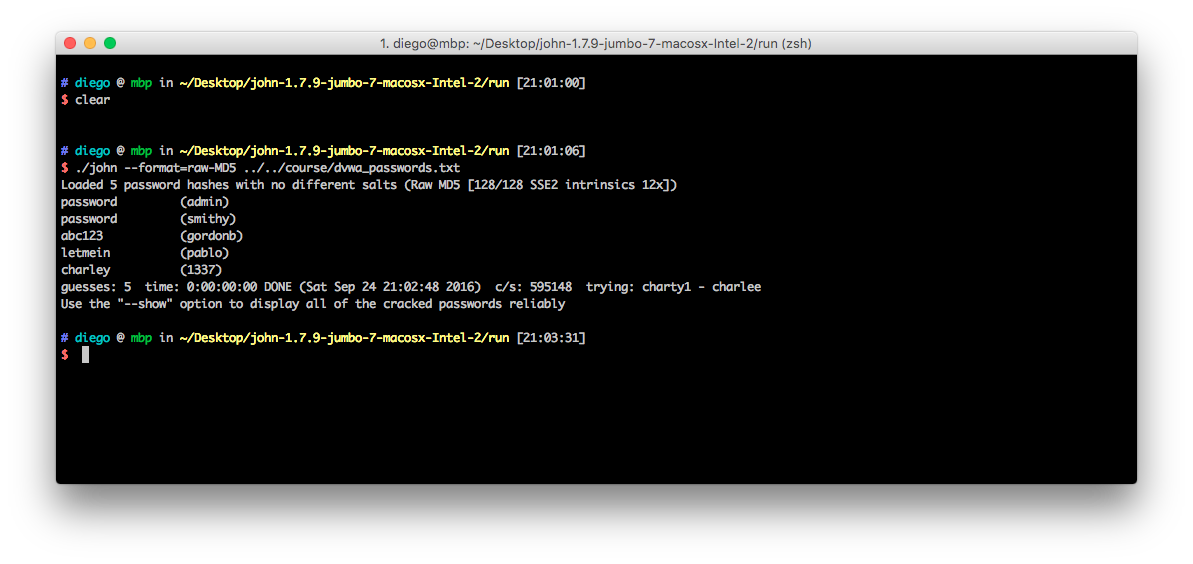 1. diego@mbp: ~/Desktop/john-1.7.9-jumbo-7-macosx-Intel-2/run (zsh)
# diego @ mbp in ~/Desktop/john-1.7.9-jumbo-7-macosx-Intel-2/run [21:01:00]
$ clear
# diego @ mbp in ~/Desktop/john-1.7.9-jumbo-7-macosx-Intel-2/run [21:01:06]
$ ./john --format=raw-MD5 ../../course/dvwa_passwords.txt
Loaded 5 password hashes with no different salts (Raw MD5 [128/128 SSE2 intrinsics 12x])
password         (admin)
password         (smithy)
abc123           (gordonb)
letmein          (pablo)
charley          (1337)
guesses: 5  time: 0:00:00:00 DONE (Sat Sep 24 21:02:48 2016)  c/s: 595148  trying: charty1 - charlee
Use the "--show" option to display all of the cracked passwords reliably
# diego @ mbp in ~/Desktop/john-1.7.9-jumbo-7-macosx-Intel-2/run [21:03:31]
$